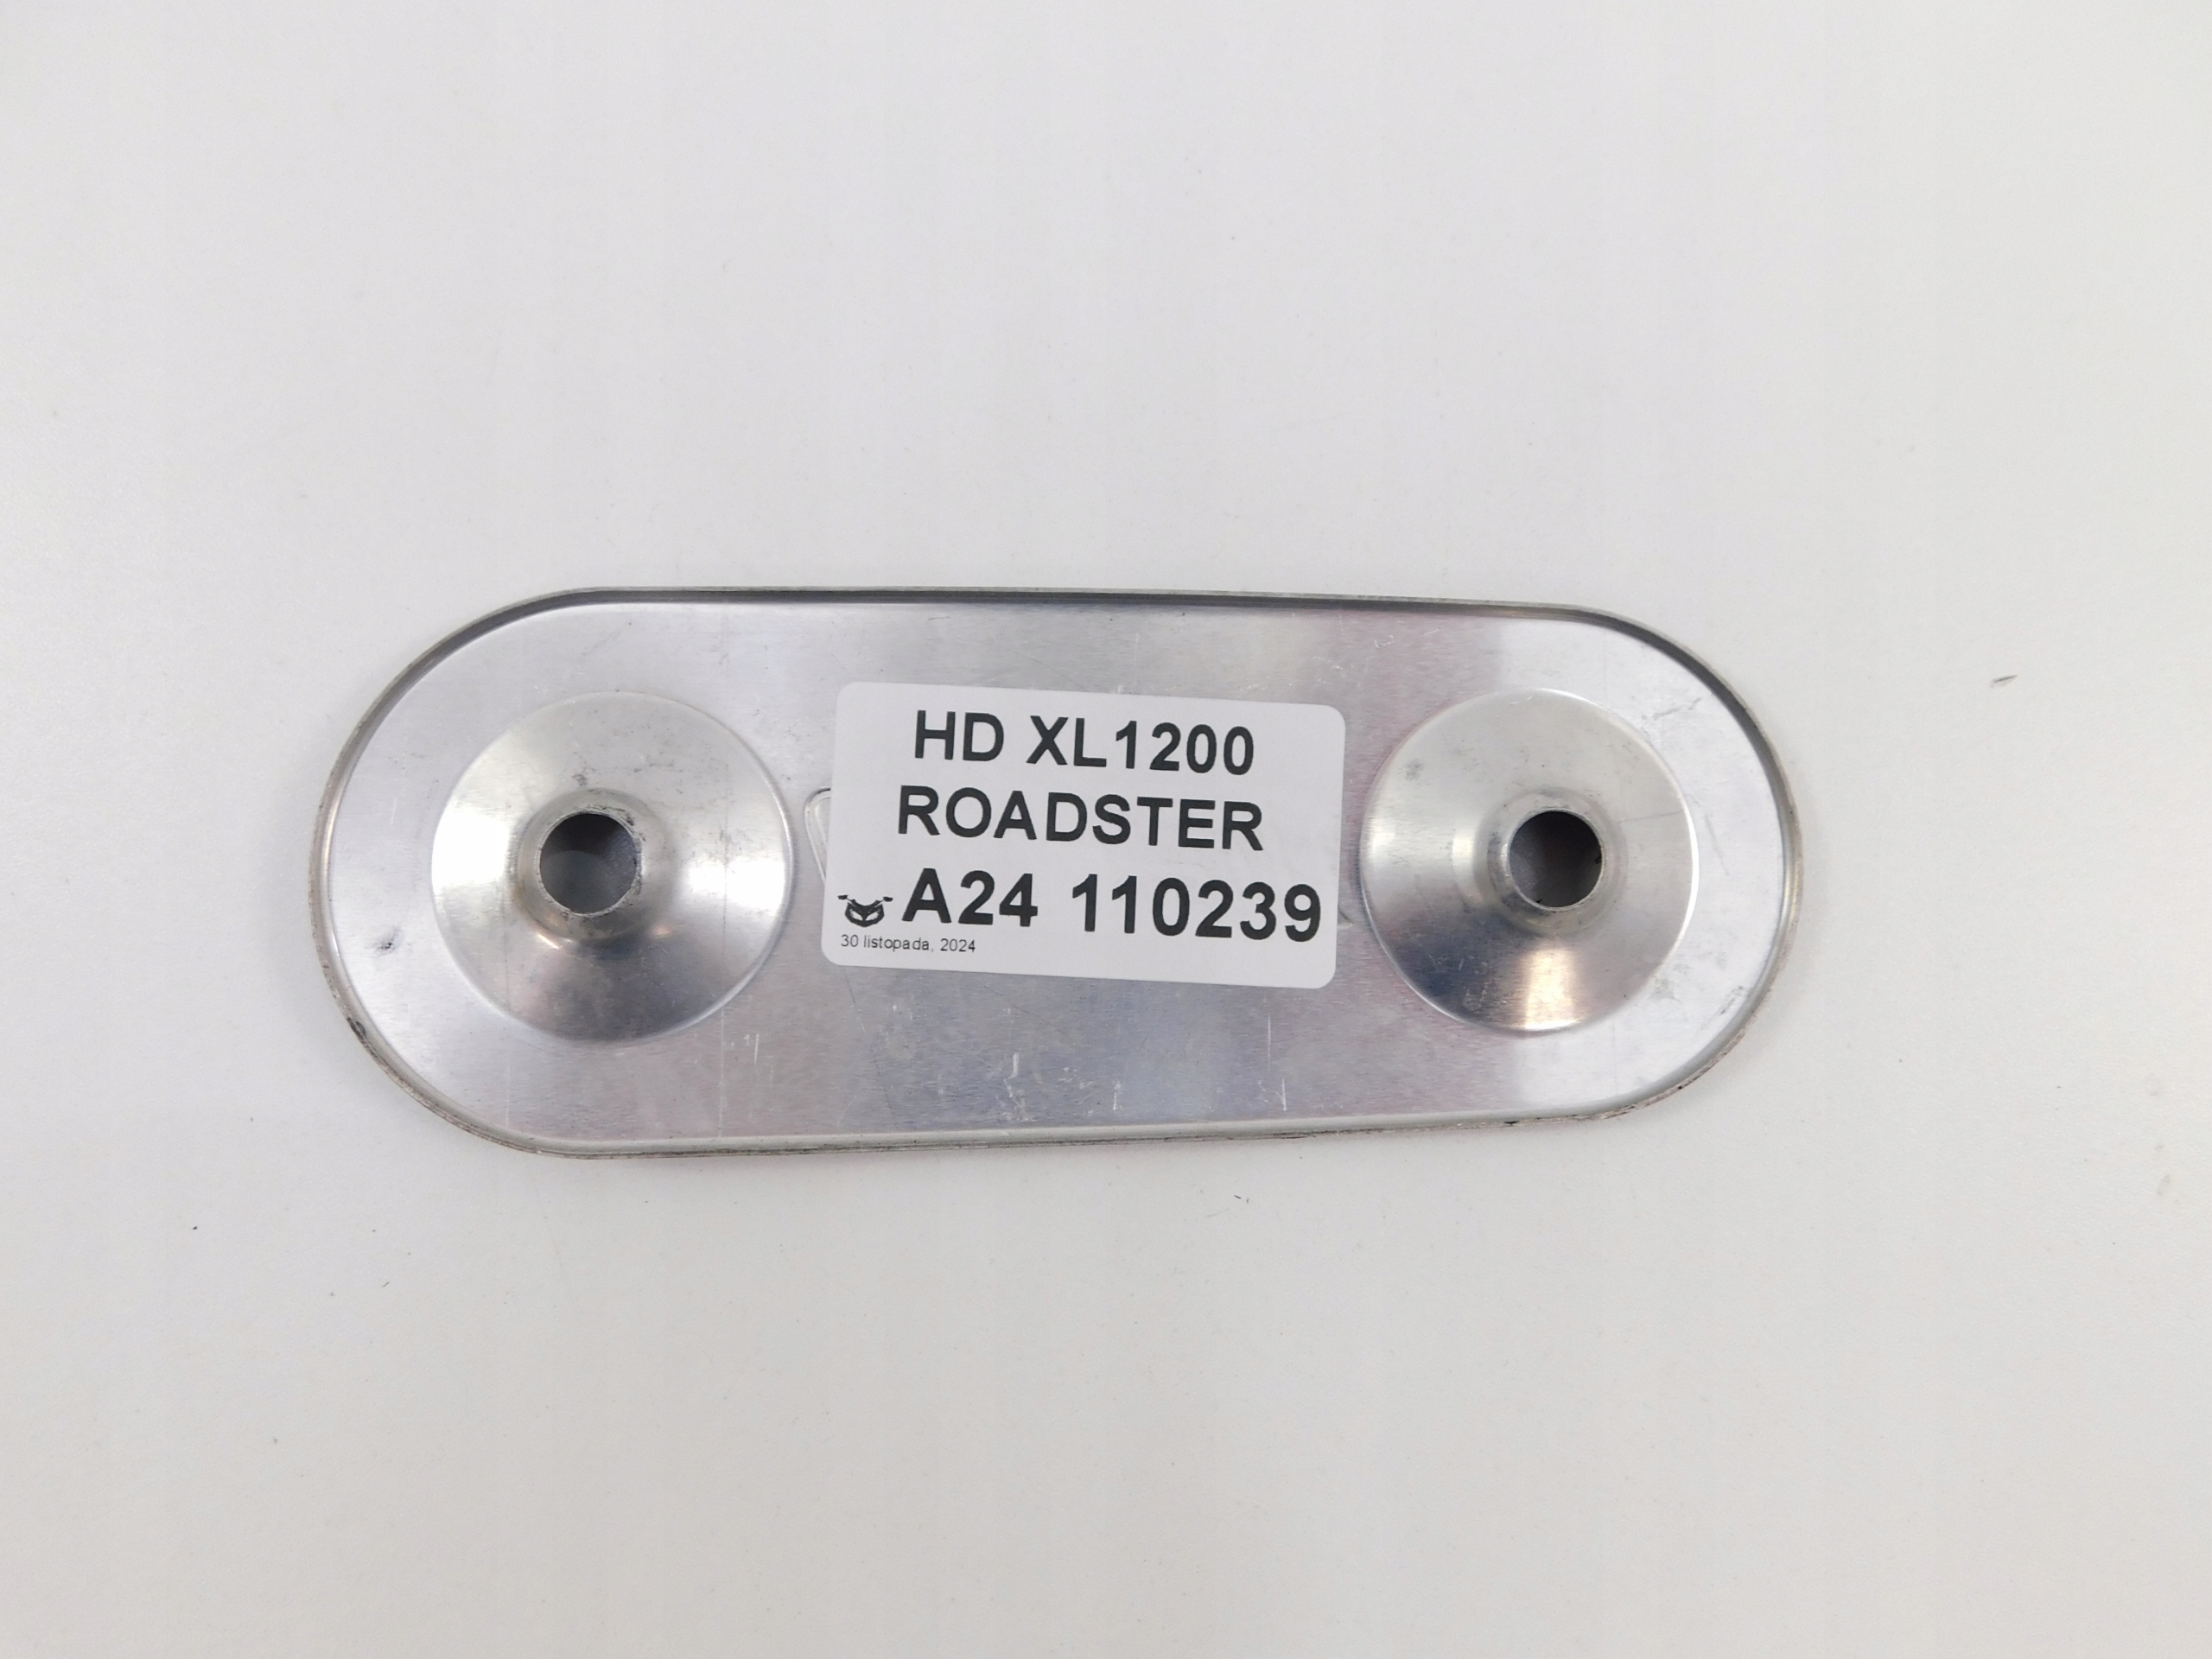 HD XL1200
ROADSTER
A24 110239
30 listopada, 2024